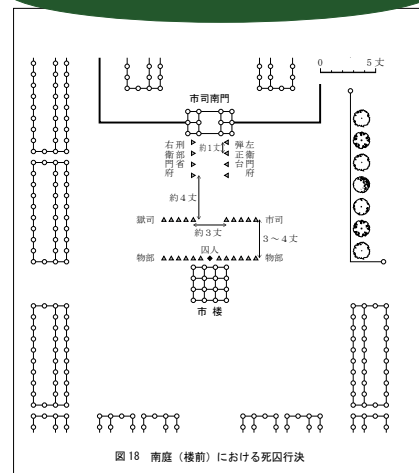 0 5丈
市司南門
右衛門府
刑部省
約1丈
弾正台
左衛門府
約4丈
獄司
約3丈
市司
3〜4丈
物部
囚人
物部
市楼
図18 南庭（楼前）における死囚行決